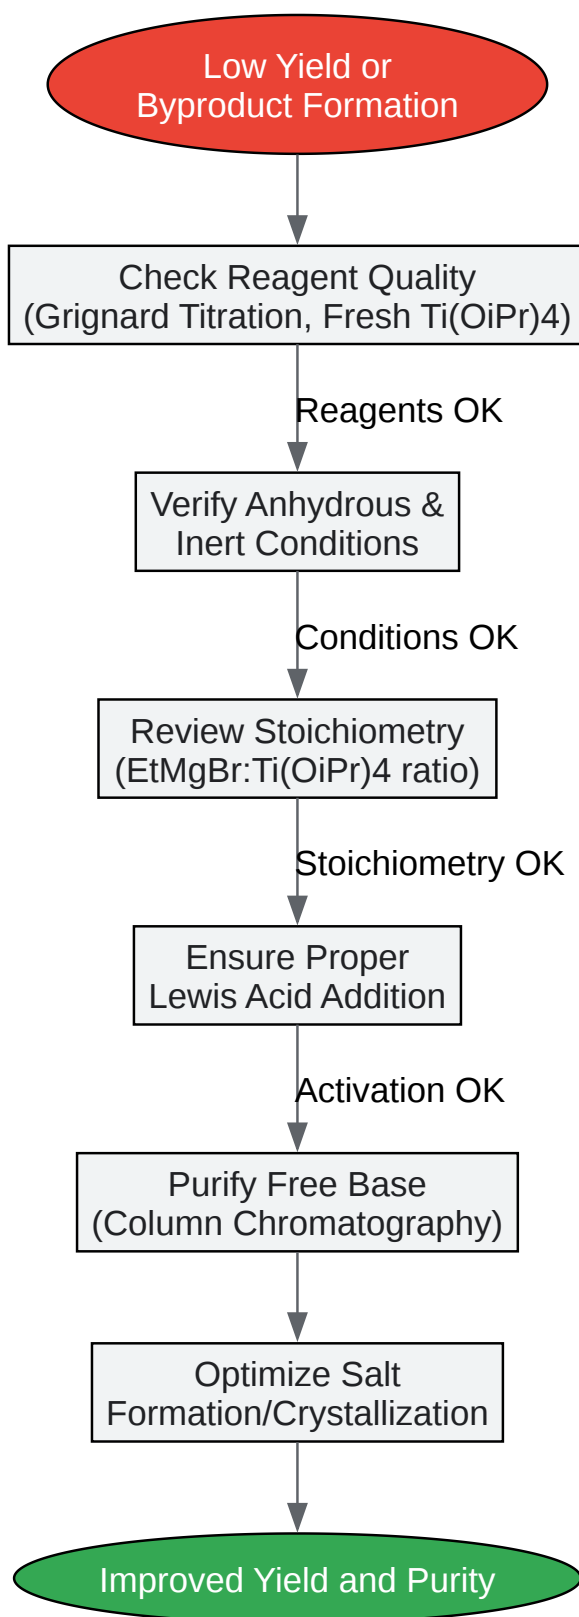 Low Yield or
Byproduct Formation
Check Reagent Quality
(Grignard Titration, Fresh Ti(OiPr)4)
Reagents OK
Verify Anhydrous &
Inert Conditions
Conditions OK
Review Stoichiometry
(EtMgBr:Ti(OiPr)4 ratio)
Stoichiometry OK
Ensure Proper
Lewis Acid Addition
Activation OK
Purify Free Base
(Column Chromatography)
Optimize Salt
Formation/Crystallization
Improved Yield and Purity